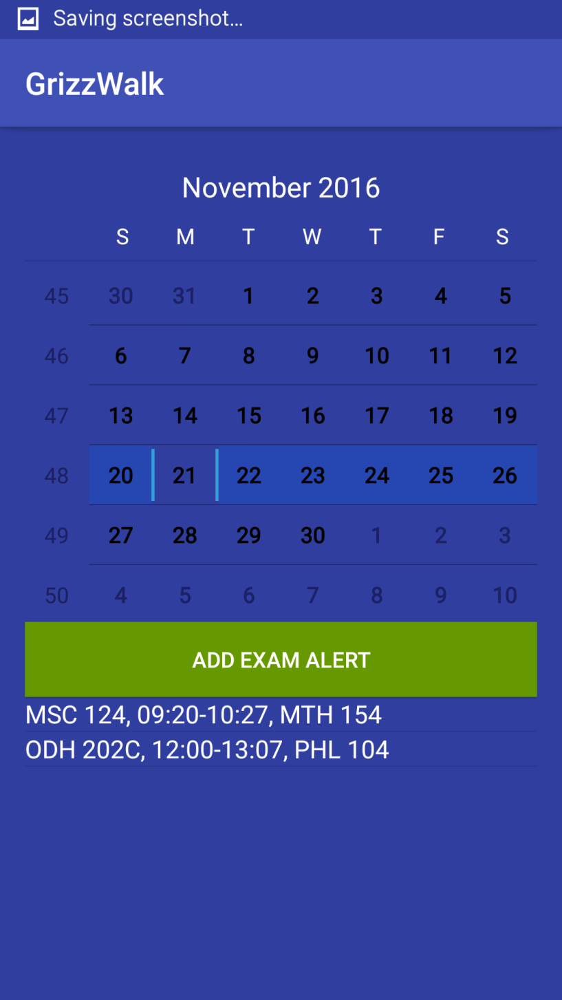 Saving screenshot...
GrizzWalk
November 2016
S M T W T F S
45 30 31 1 2 3 4 5
46 6 7 8 9 10 11 12
47 13 14 15 16 17 18 19
48 20 21 22 23 24 25 26
49 27 28 29 30 1 2 3
50 4 5 6 7 8 9 10
ADD EXAM ALERT
MSC 124, 09:20-10:27, MTH 154
ODH 202C, 12:00-13:07, PHL 104